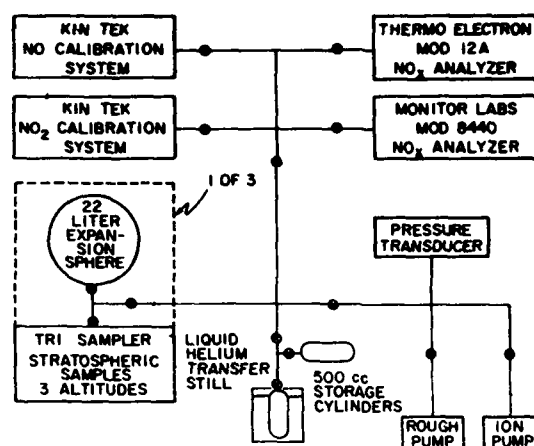 KIN TEK
NO CALIBRATION
SYSTEM
THERMO ELECTRON
MOD 12A
NOX ANALYZER
KIN TEK
NO2 CALIBRATION
SYSTEM
MONITOR LABS
MOD 8440
NOX ANALYZER
1 OF 3
22
LITER
EXPAN-
SION
SPHERE
PRESSURE
TRANSDUCER
TRI SAMPLER
STRATOSPHERIC
SAMPLES
3 ALTITUDES
LIQUID
HELIUM
TRANSFER
STILL
500 cc
STORAGE
CYLINDERS
ROUGH
PUMP
ION
PUMP